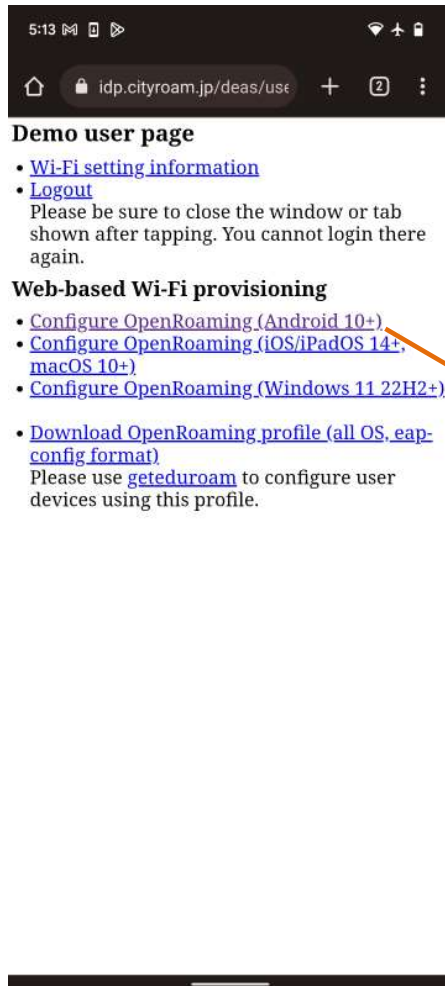 5:13
idp.cityroam.jp/deas/use
2
Demo user page
• Wi-Fi setting information
• Logout
Please be sure to close the window or tab
shown after tapping. You cannot login there
again.
Web-based Wi-Fi provisioning
• Configure OpenRoaming (Android 10+)
• Configure OpenRoaming (iOS/iPadOS 14+,
macOS 10+)
• Configure OpenRoaming (Windows 11 22H2+)
• Download OpenRoaming profile (all OS, eap-
config format)
Please use geteduroam to configure user
devices using this profile.